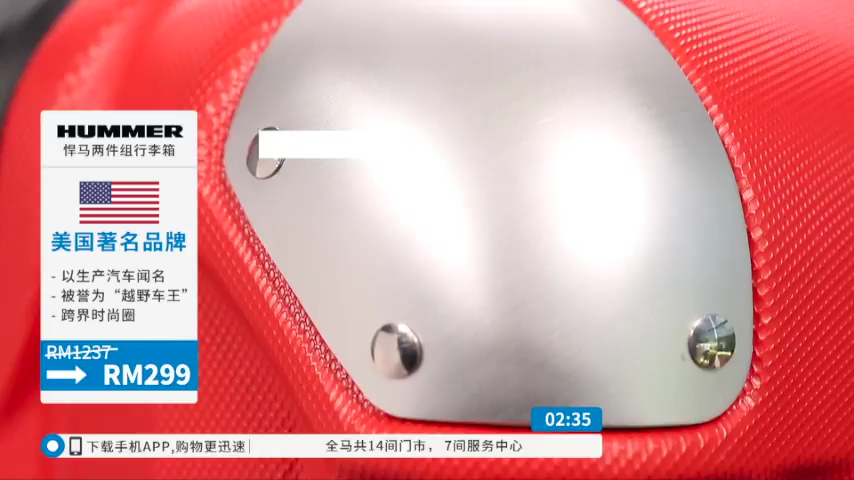 HUMMER
悍马两件组行李箱
美国著名品牌
- 以生产汽车闻名
- 被誉为“越野车王”
- 跨界时尚圈
RM1237
RM299
02:35
下载手机APP,购物更迅速
全马共14间门市， 7间服务中心